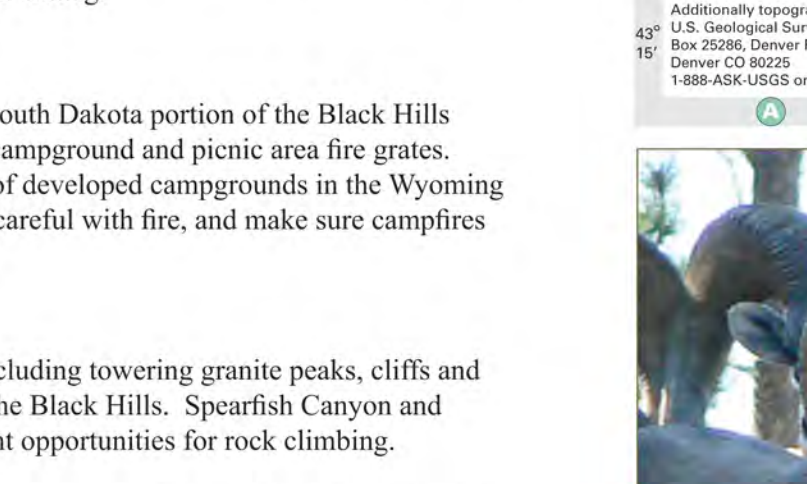 outh Dakota portion of the Black Hills
ampground and picnic area fire grates.
of developed campgrounds in the Wyoming
careful with fire, and make sure campfires
cluding towering granite peaks, cliffs and
he Black Hills. Spearfish Canyon and
nt opportunities for rock climbing.
Additionally topogra
43° U.S. Geological Sur
15' Box 25286, Denver
Denver CO 80225
1-888-ASK-USGS or
A